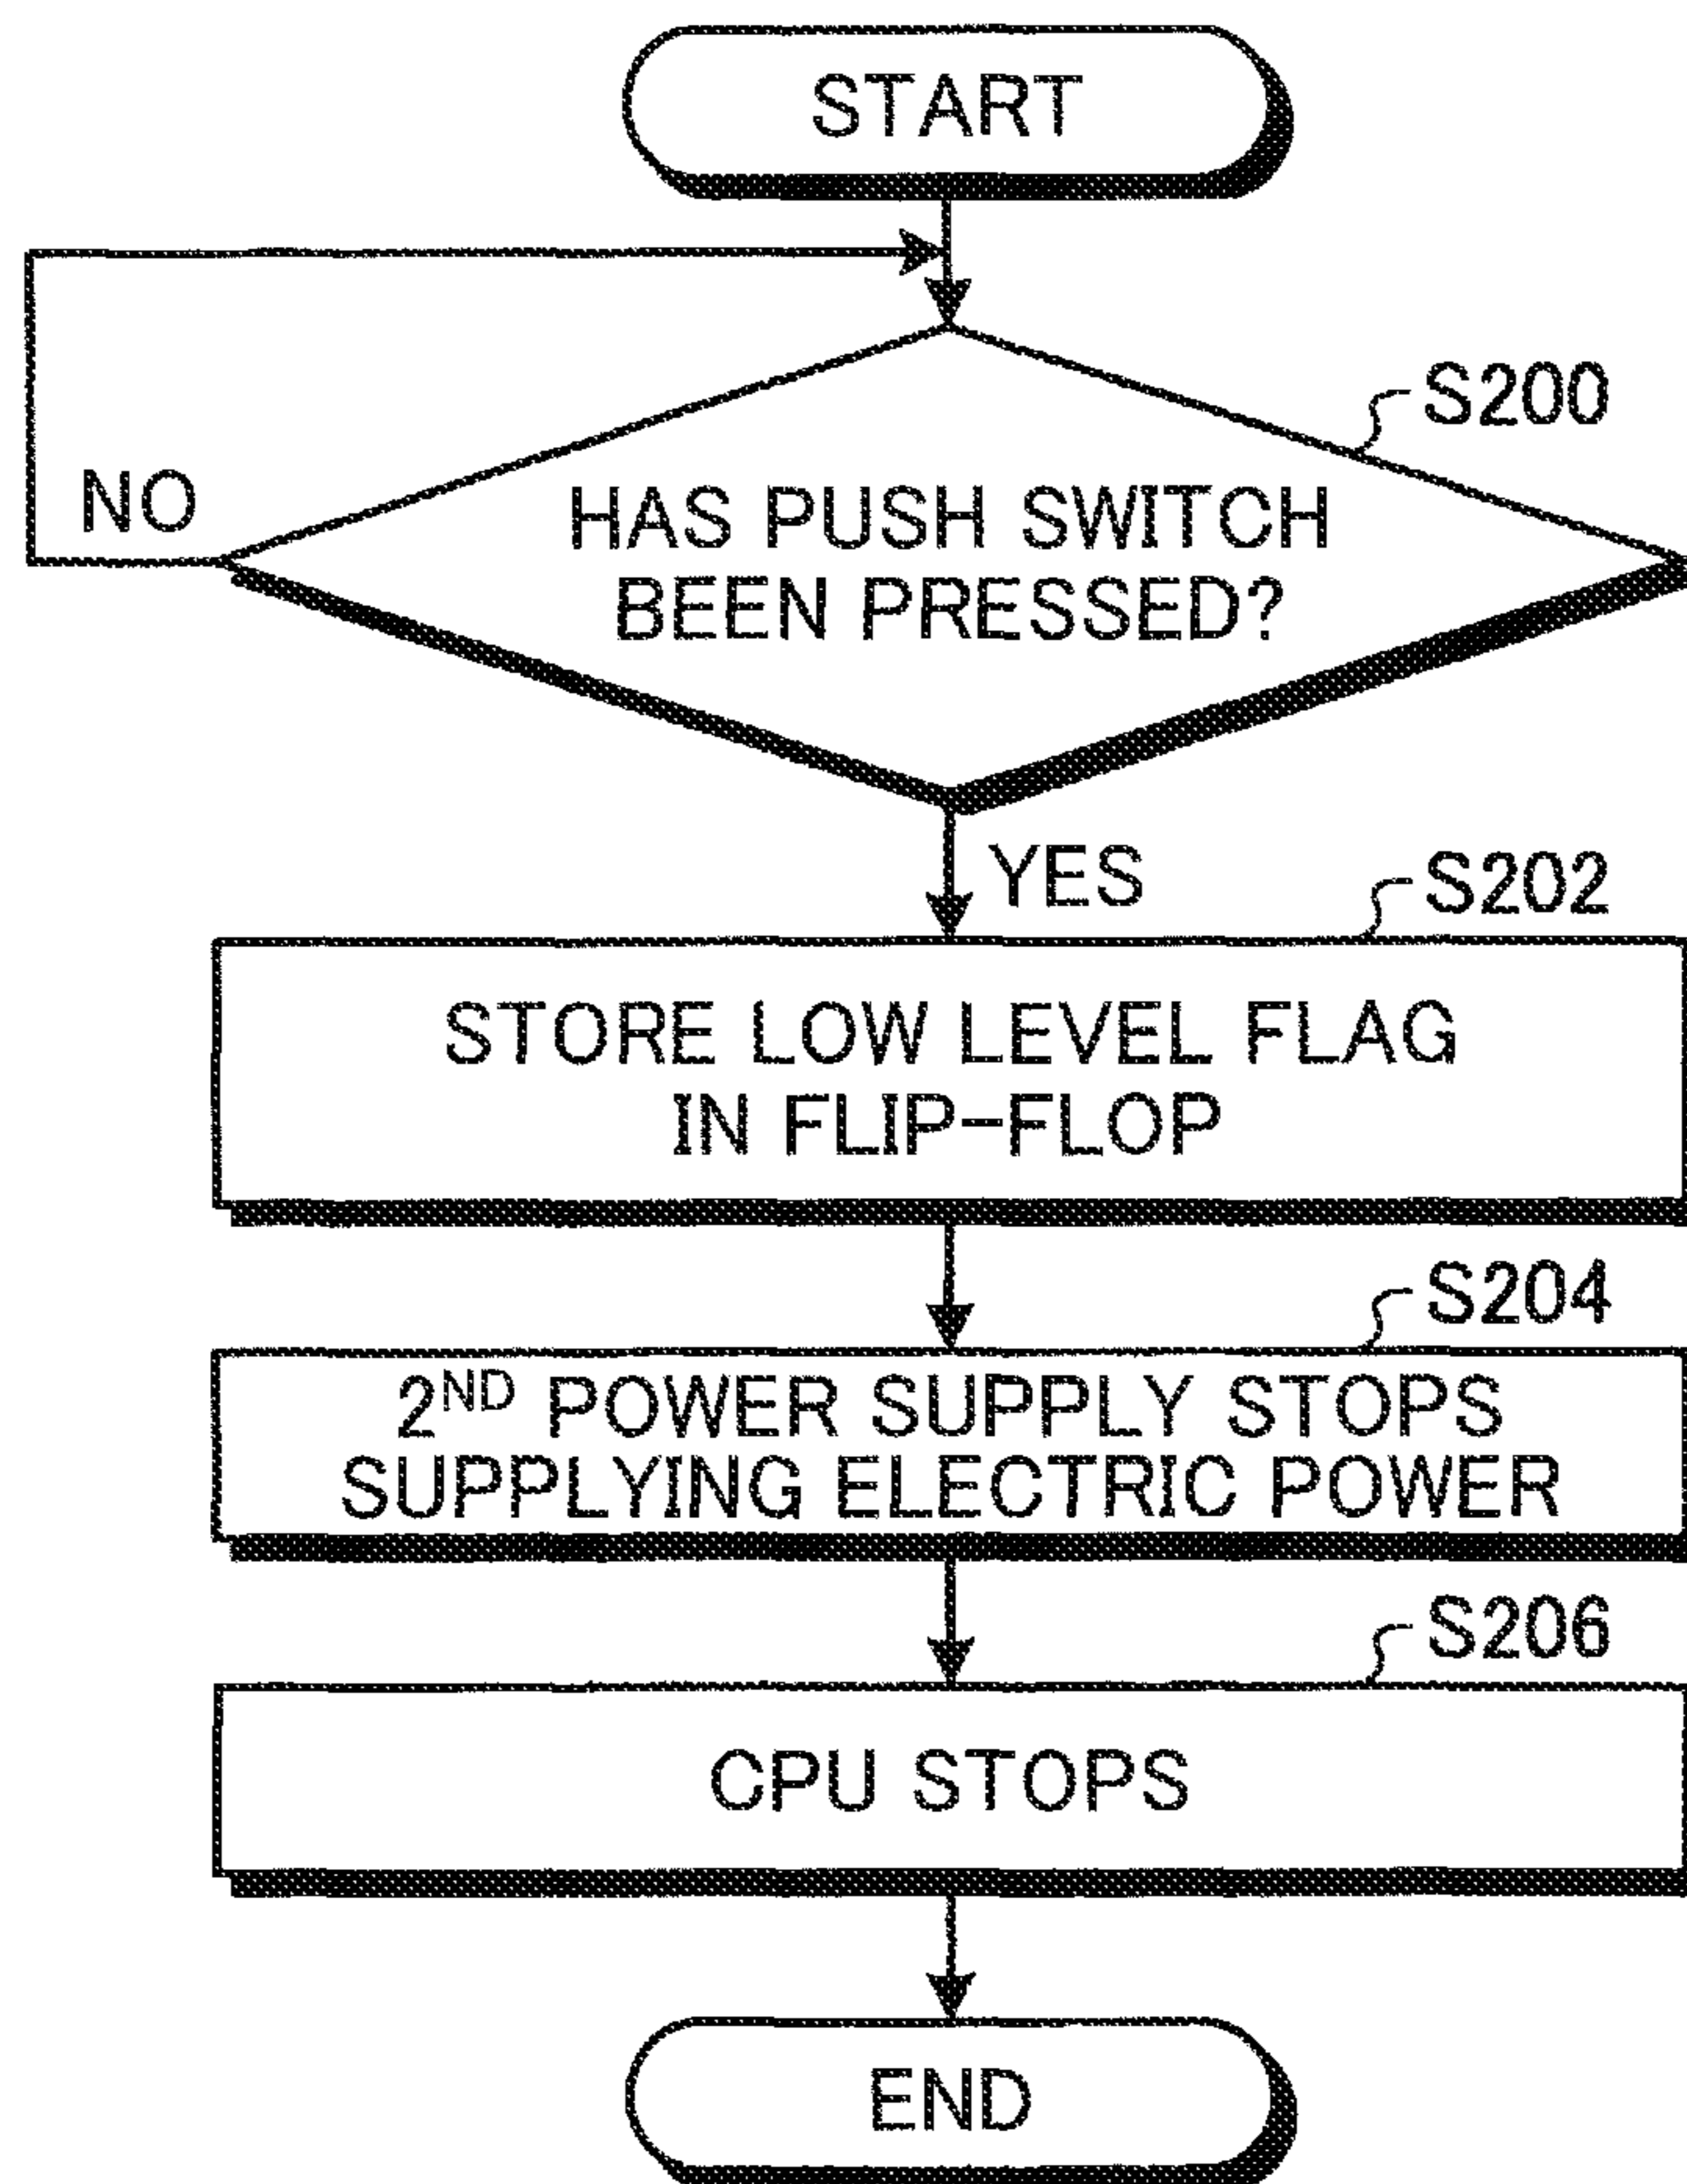 START
S200
NO
HAS PUSH SWITCH
BEEN PRESSED?
YES
S202
STORE LOW LEVEL FLAG
IN FLIP-FLOP
S204
2ND POWER SUPPLY STOPS
SUPPLYING ELECTRIC POWER
S206
CPU STOPS
END